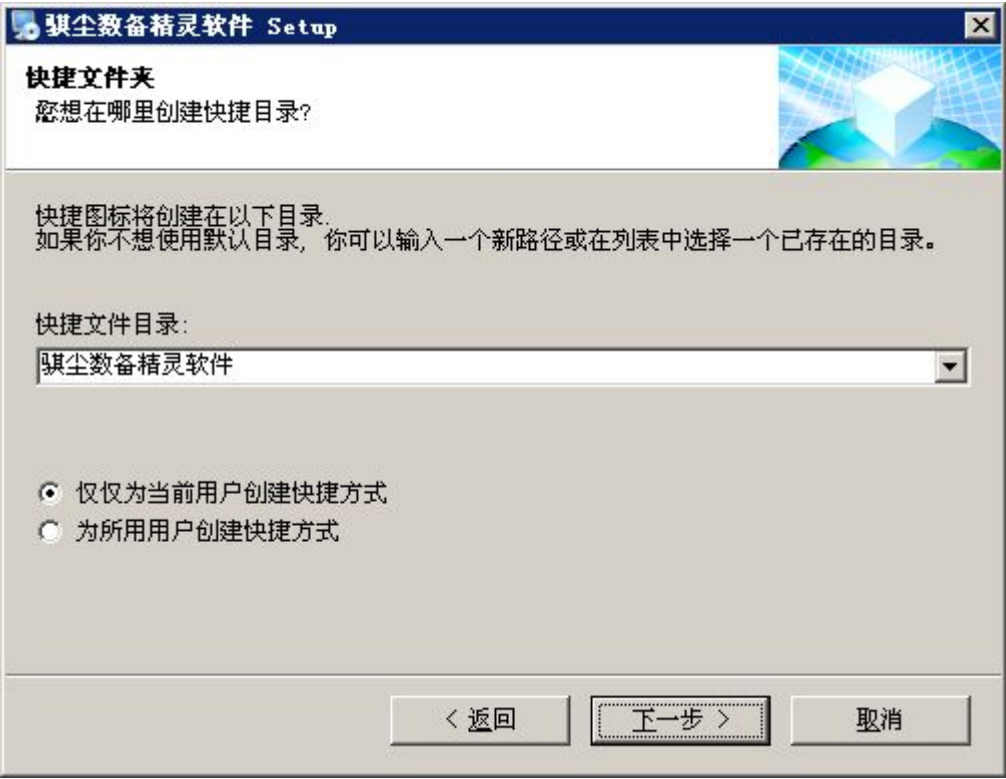 骐尘数备精灵软件 Setup
快捷文件夹
您想在哪里创建快捷目录?
快捷图标将创建在以下目录.
如果你不想使用默认目录, 你可以输入一个新路径或在列表中选择一个已存在的目录。
快捷文件目录:
骐尘数备精灵软件
仅仅为当前用户创建快捷方式
为所用用户创建快捷方式
< 返回
下一步 >
取消